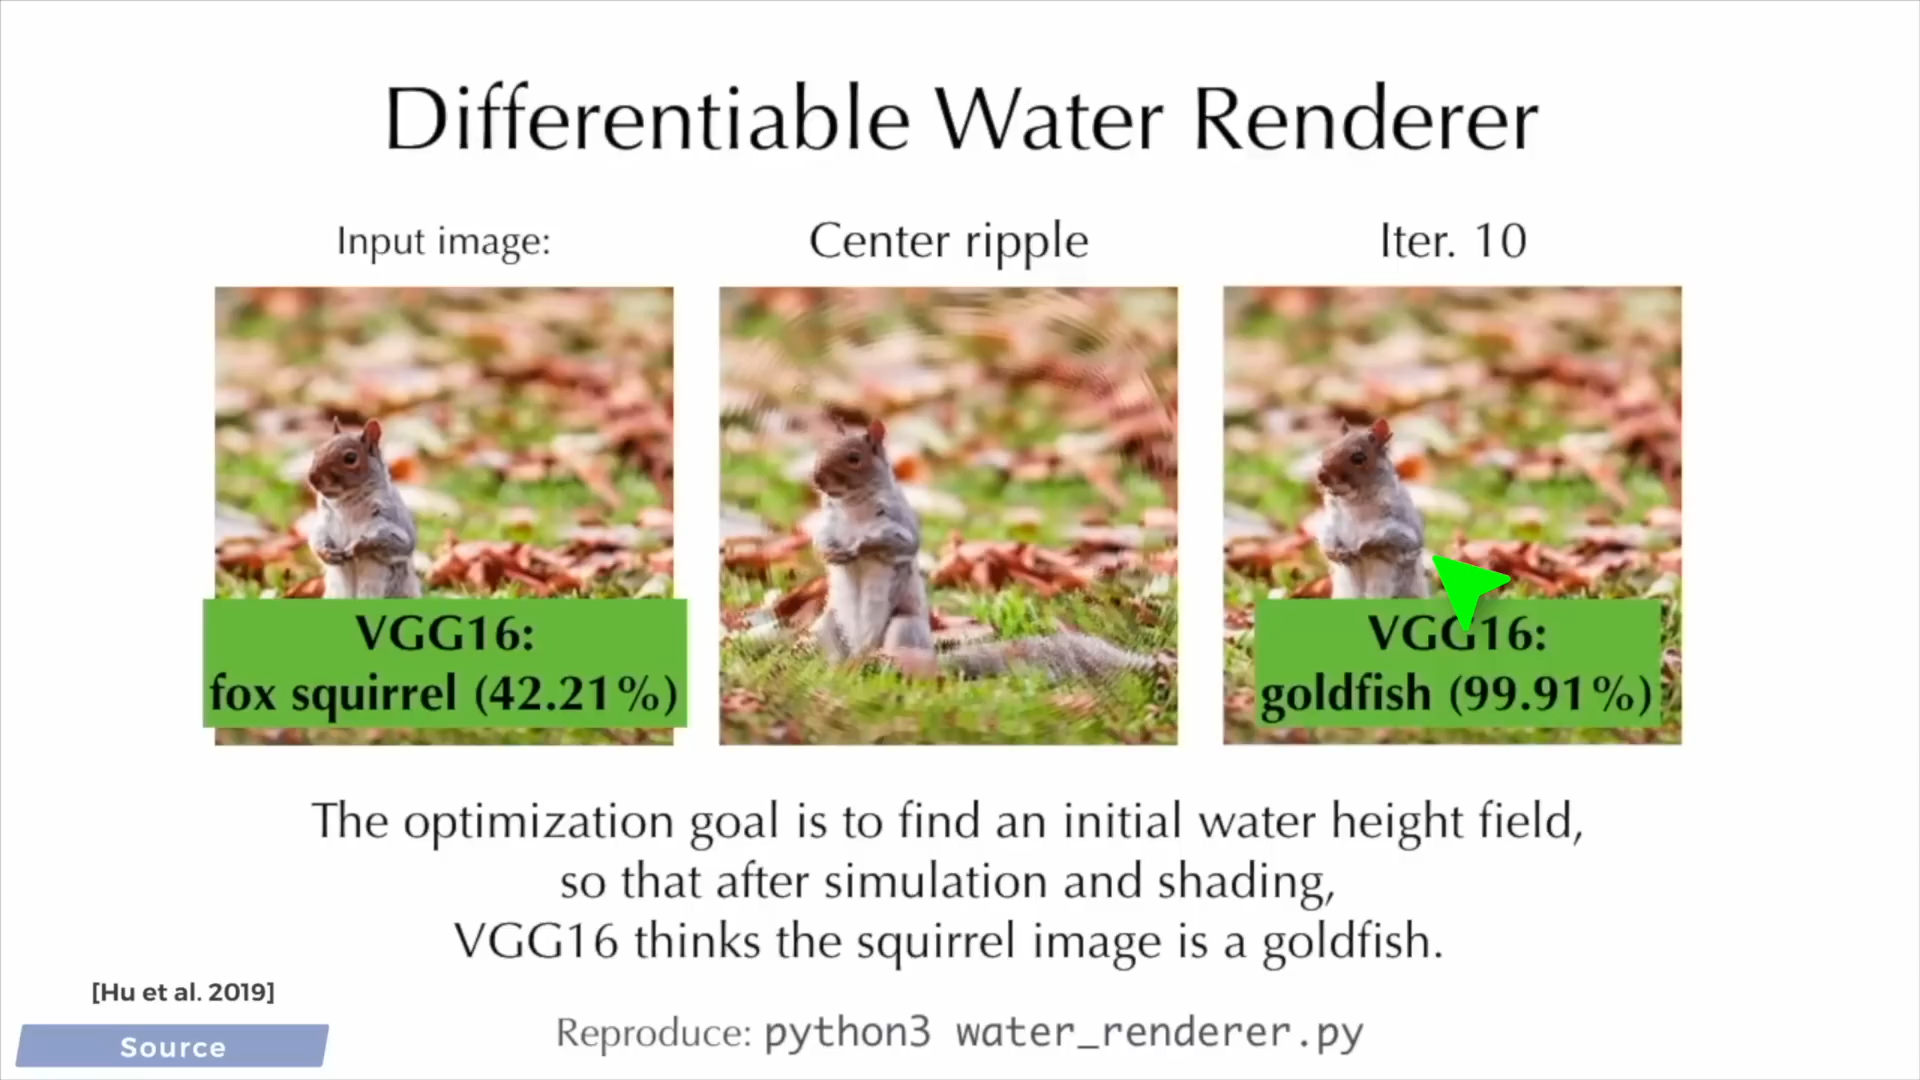 Differentiable Water Renderer
Input image:
Center ripple
Iter. 10
VGG16:
fox squirrel (42.21%)
VGG16:
goldfish (99.91%)
The optimization goal is to find an initial water height field,
so that after simulation and shading,
VGG16 thinks the squirrel image is a goldfish.
[Hu et al. 2019]
Source
Reproduce: python3 water_renderer.py